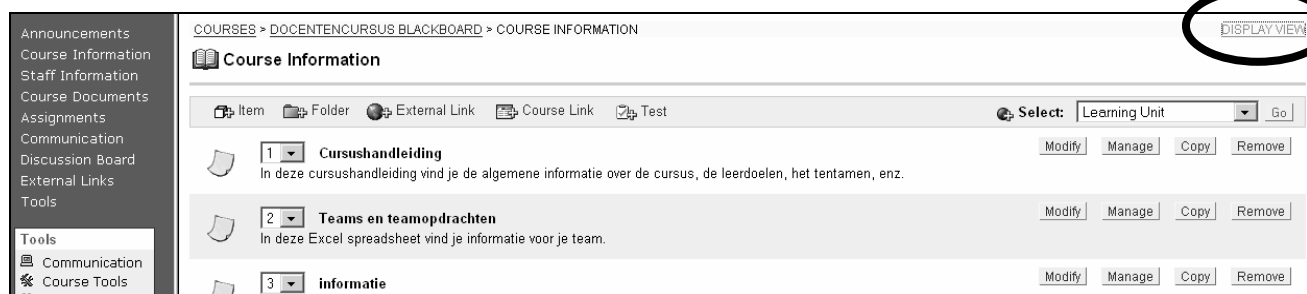 Announcements
Course Information
Staff Information
Course Documents
Assignments
Communication
Discussion Board
External Links
Tools
Tools
Communication
Course Tools
COURSES > DOCENTENCURSUS BLACKBOARD > COURSE INFORMATION
DISPLAY VIEW
Course Information
Item Folder External Link Course Link Test Select: Learning Unit Go
1 Cursushandleiding Modify Manage Copy Remove
In deze cursushandleiding vind je de algemene informatie over de cursus, de leerdoelen, het tentamen, enz.
2 Teams en teamopdrachten Modify Manage Copy Remove
In deze Excel spreadsheet vind je informatie voor je team.
3 informatie Modify Manage Copy Remove